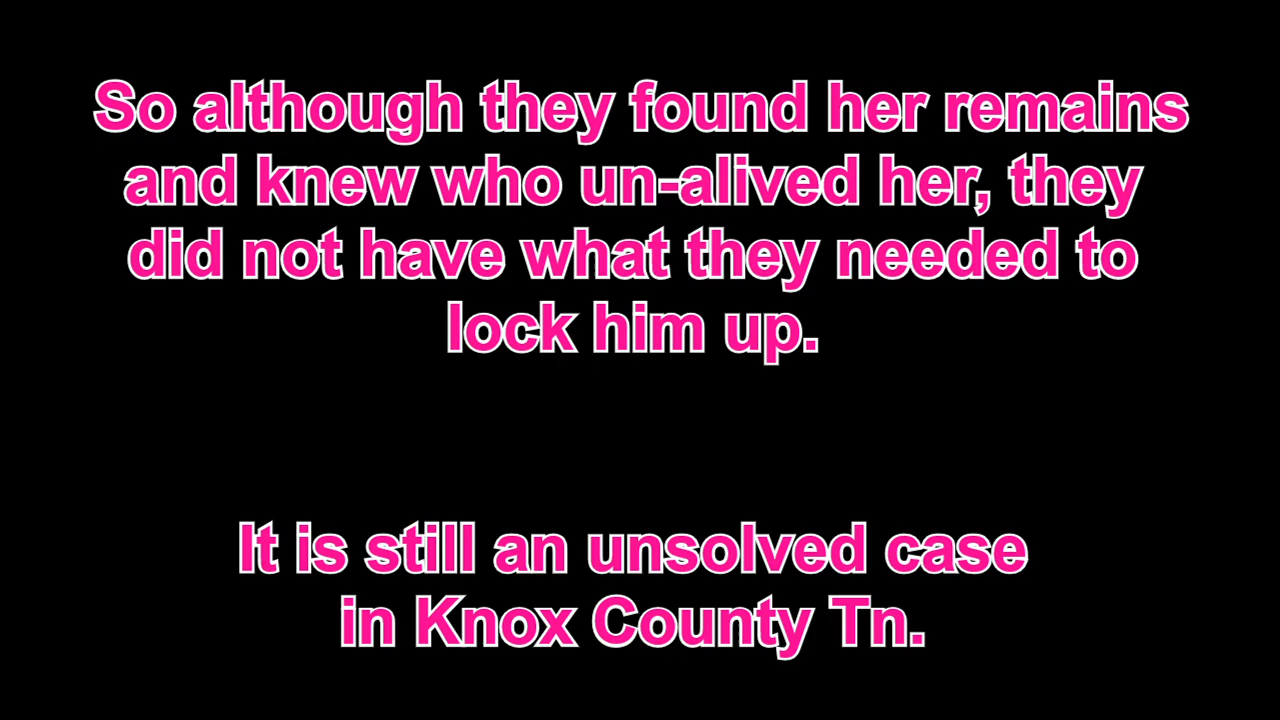 So although they found her remains
and knew who un-alived her, they
did not have what they needed to
lock him up.
It is still an unsolved case
in Knox County Tn.